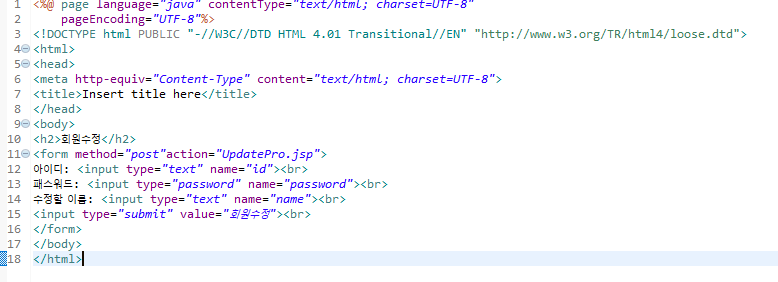 1 <%@ page language="java" contentType="text/html; charset=UTF-8"
2 pageEncoding="UTF-8"%>
3 <!DOCTYPE html PUBLIC "-//W3C//DTD HTML 4.01 Transitional//EN" "http://www.w3.org/TR/html4/loose.dtd">
4 <html>
5 <head>
6 <meta http-equiv="Content-Type" content="text/html; charset=UTF-8">
7 <title>Insert title here</title>
8 </head>
9 <body>
10 <h2>회원수정</h2>
11 <form method="post"action="UpdatePro.jsp">
12 아이디: <input type="text" name="id"><br>
13 패스워드: <input type="password" name="password"><br>
14 수정할 이름: <input type="text" name="name"><br>
15 <input type="submit" value="회원수정"><br>
16 </form>
17 </body>
18 </html>